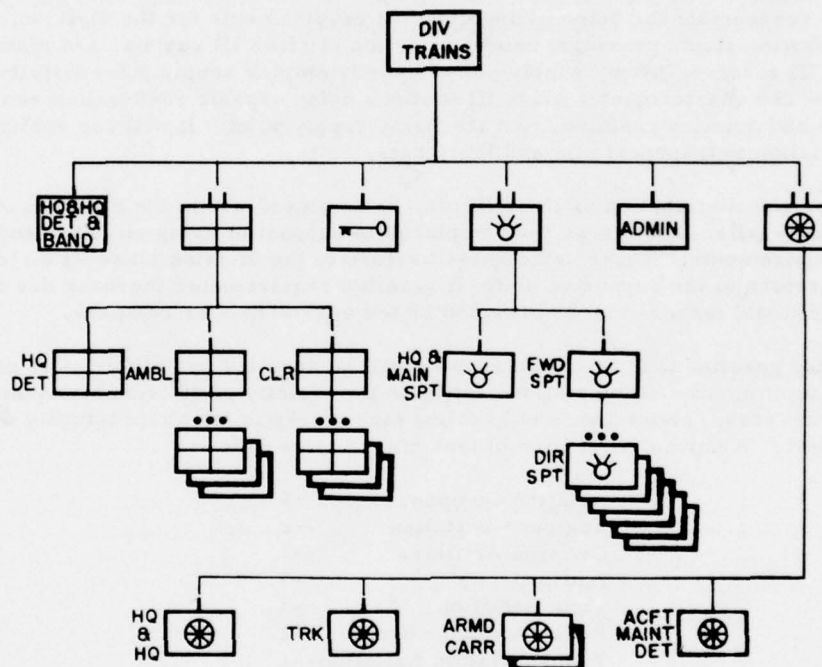 DIV
TRAINS
HQ&HQ
DET &
BAND
ADMIN
HQ
DET
AMBL
CLR
HQ &
MAIN
SPT
FWD
SPT
DIR
SPT
HQ
&
HQ
TRK
ARMD
CARR
ACFT
MAINT
DET